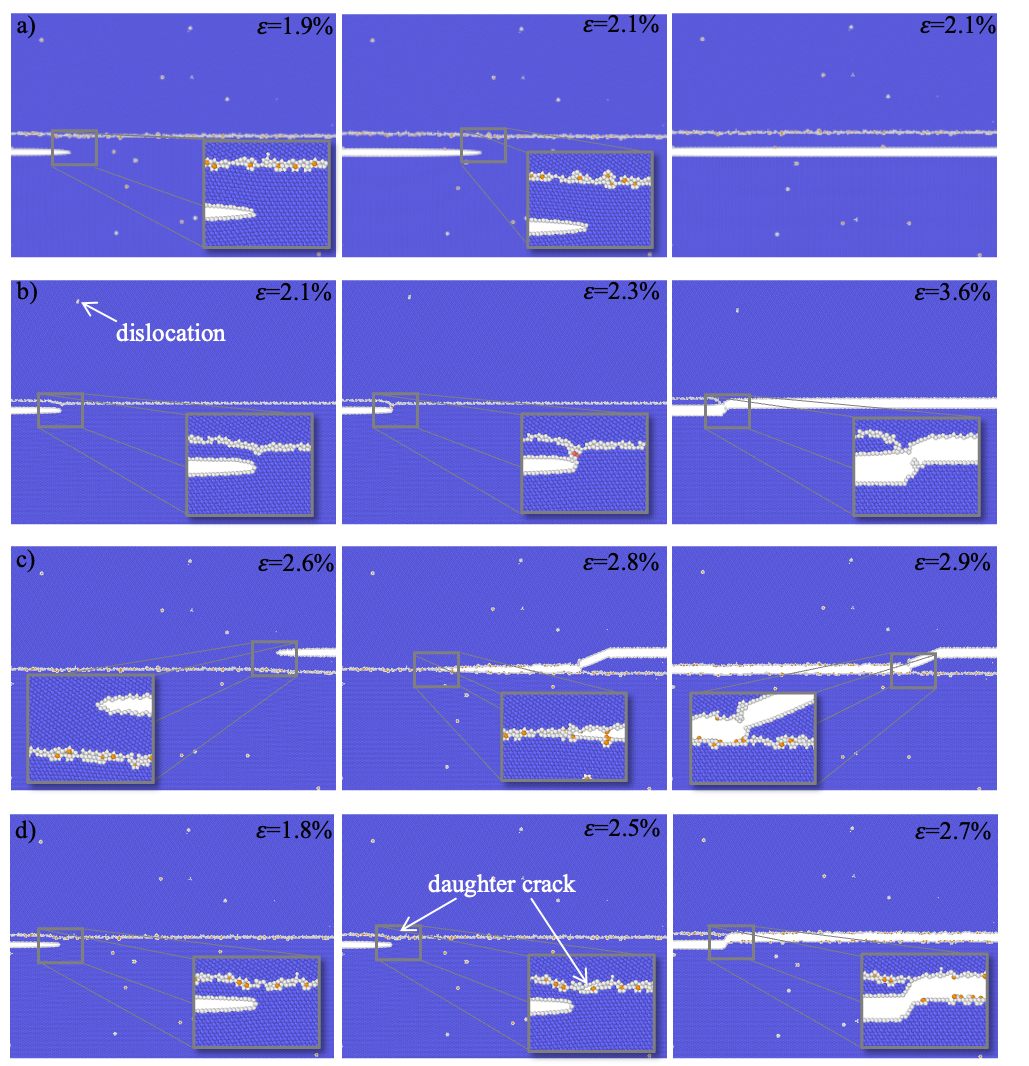 a)
ε=1.9%
ε=2.1%
ε=2.1%
b)
ε=2.1%
ε=2.3%
ε=3.6%
dislocation
c)
ε=2.6%
ε=2.8%
ε=2.9%
d)
ε=1.8%
ε=2.5%
ε=2.7%
daughter crack